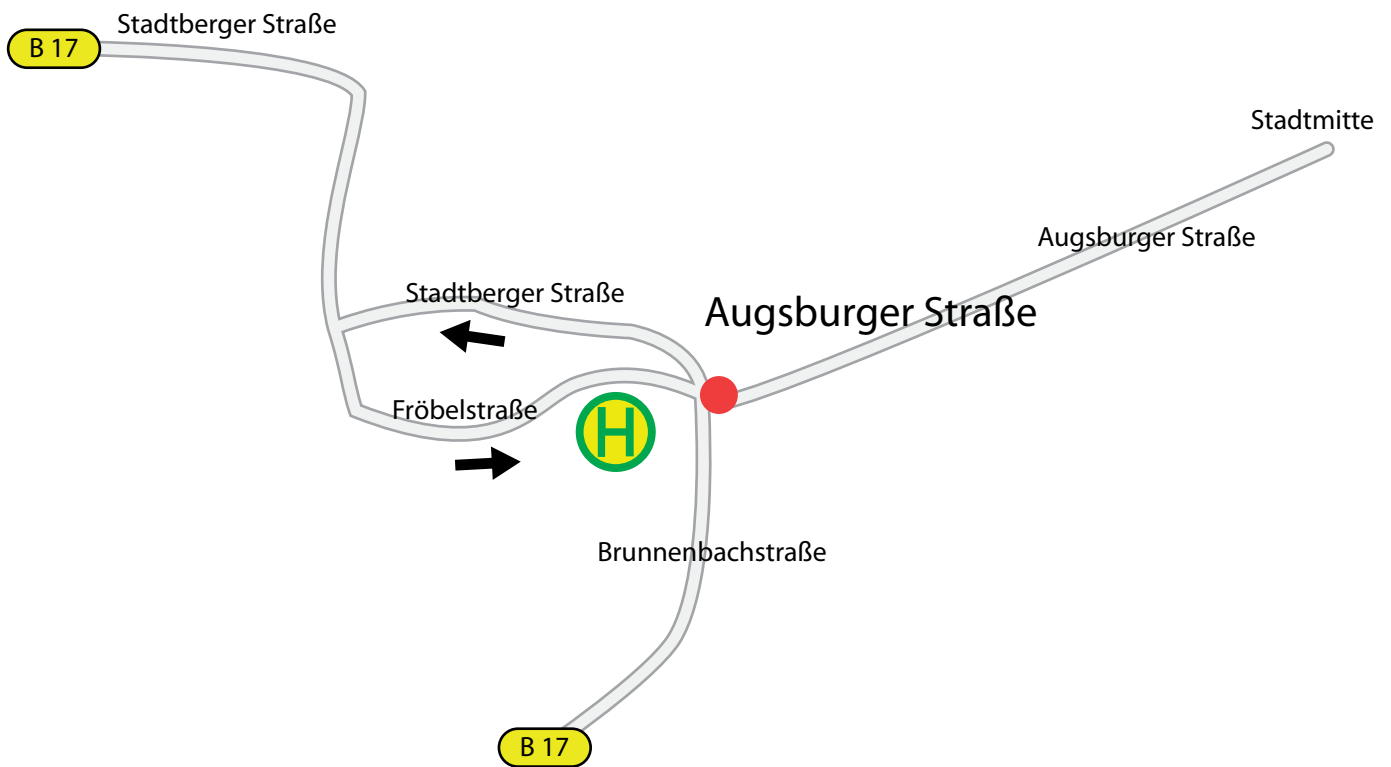 Stadtberger Straße
B 17
Stadtmitte
Augsburger Straße
Stadtberger Straße
Augsburger Straße
Fröbelstraße
H
Brunnenbachstraße
B 17